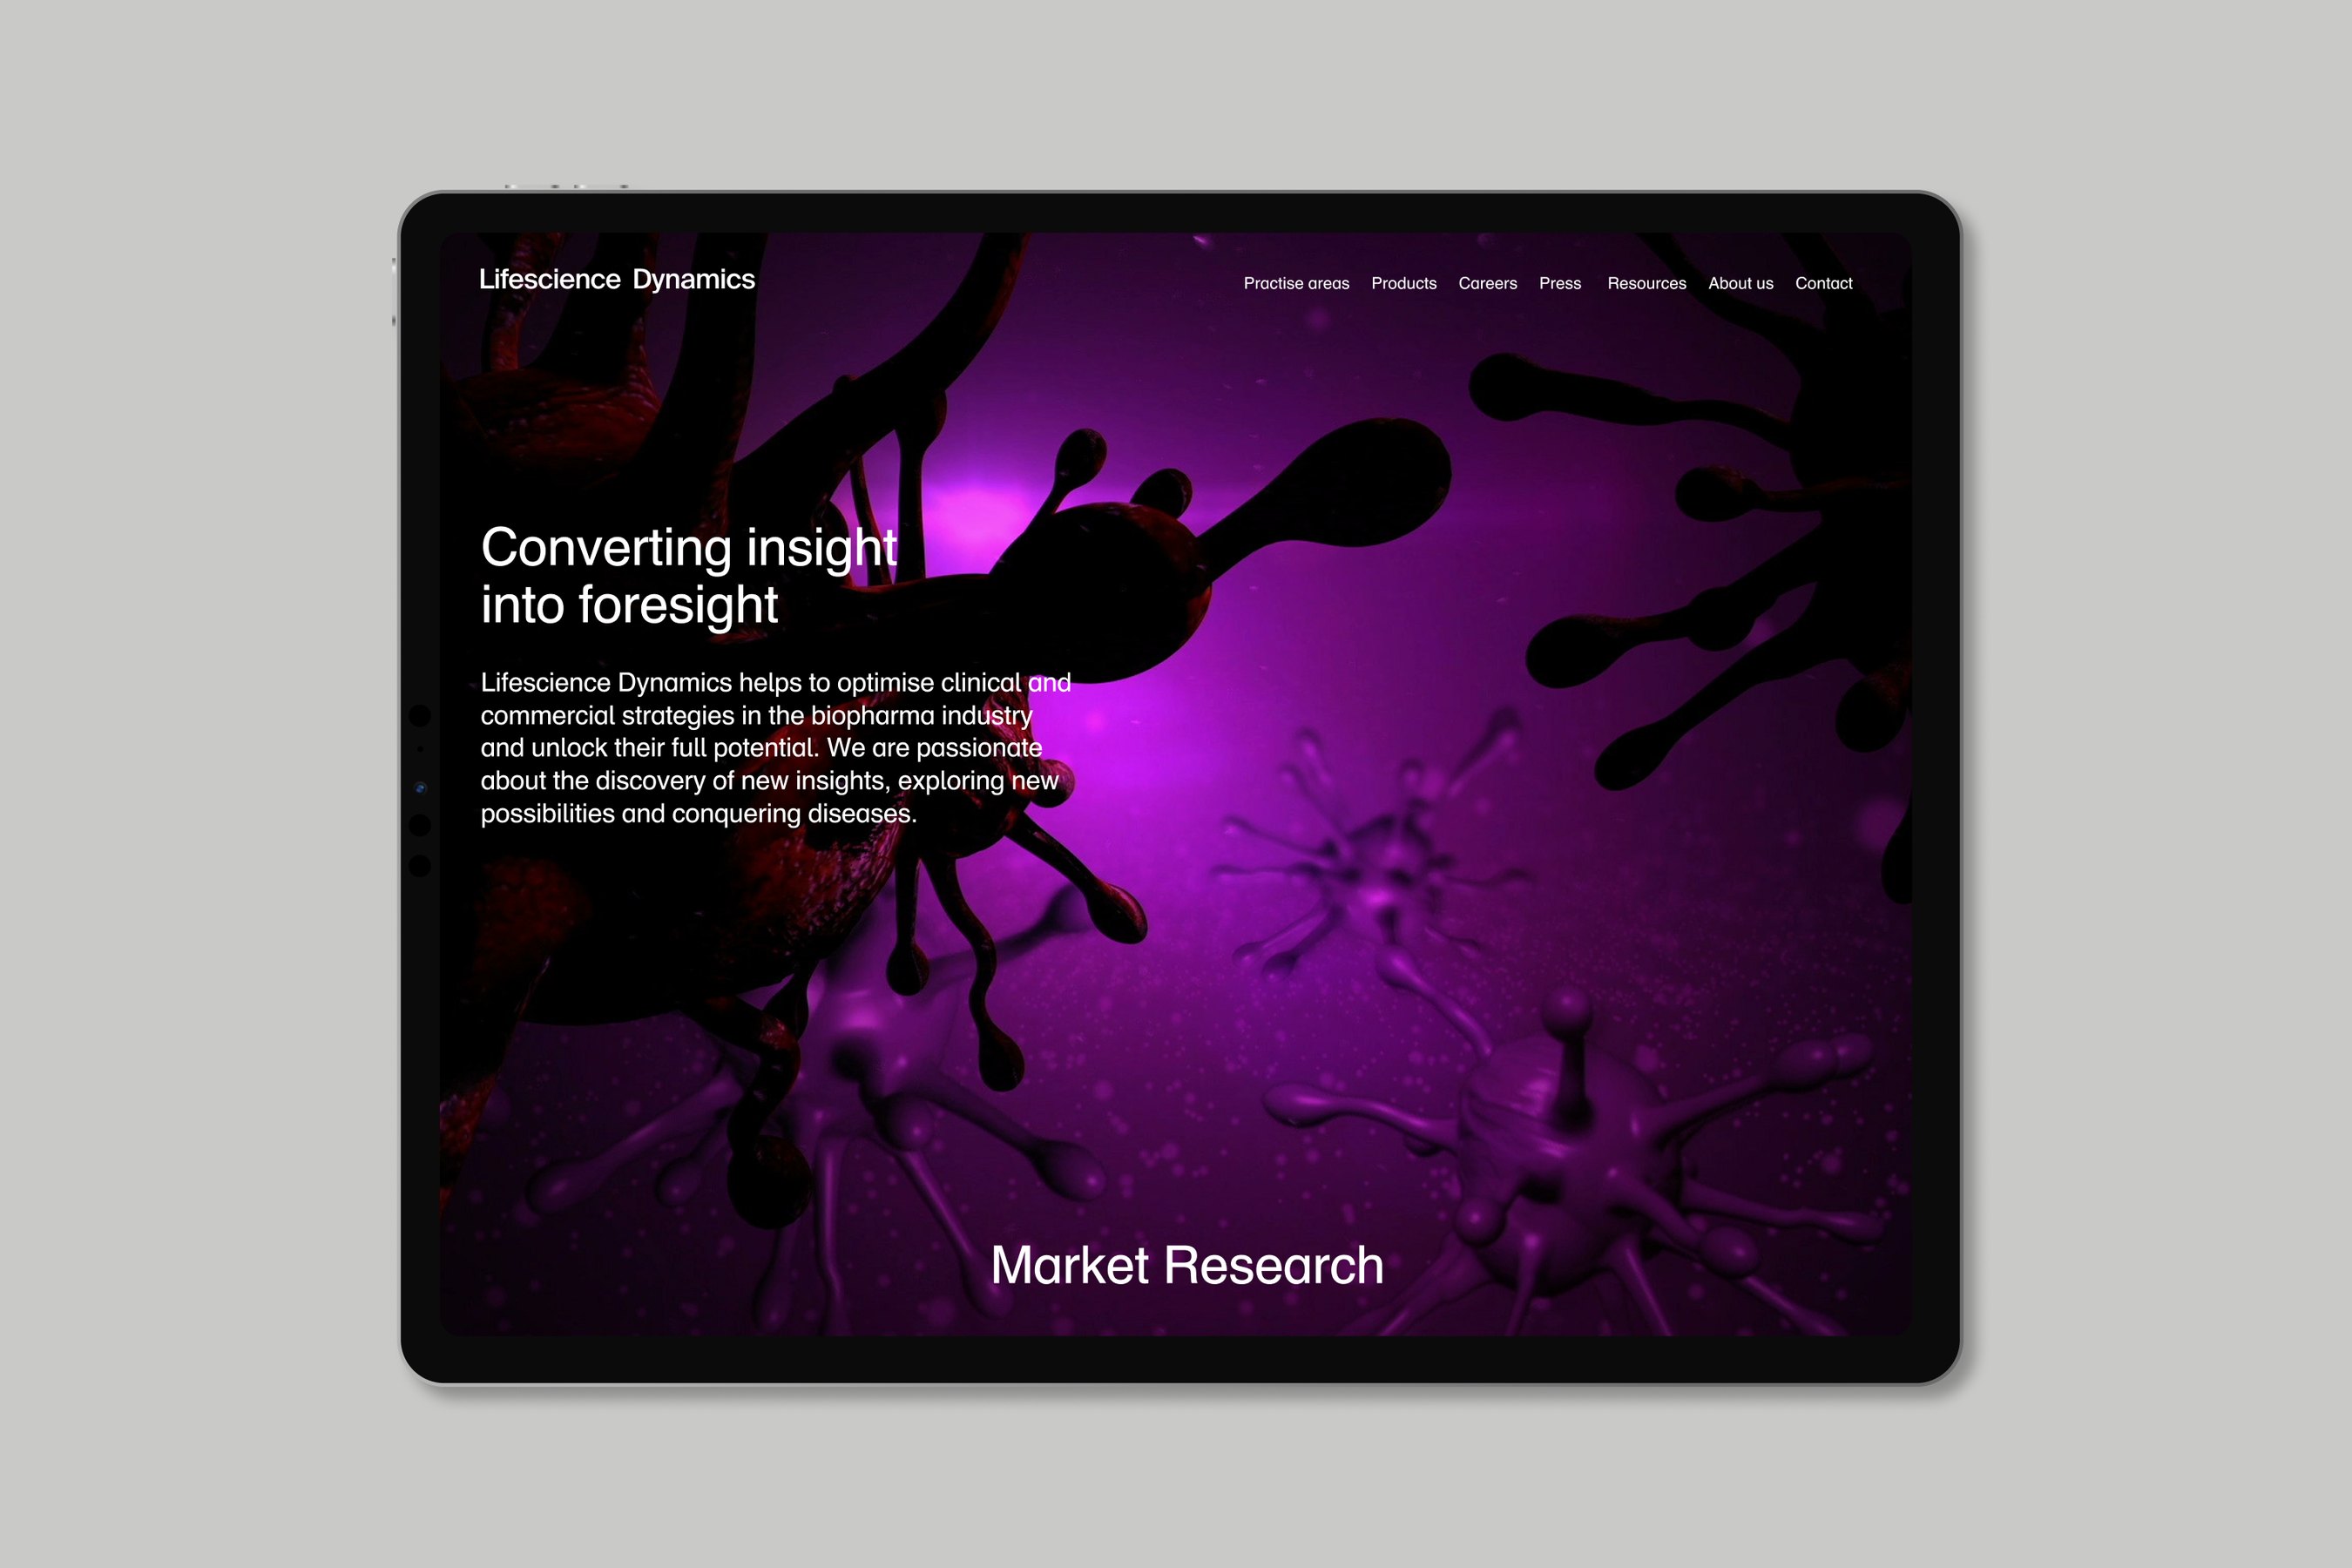 Lifescience Dynamics
Practise areas Products Careers Press Resources About us Contact
Converting insight
into foresight
Lifescience Dynamics helps to optimise clinical and
commercial strategies in the biopharma industry
and unlock their full potential. We are passionate
about the discovery of new insights, exploring new
possibilities and conquering diseases.
Market Research